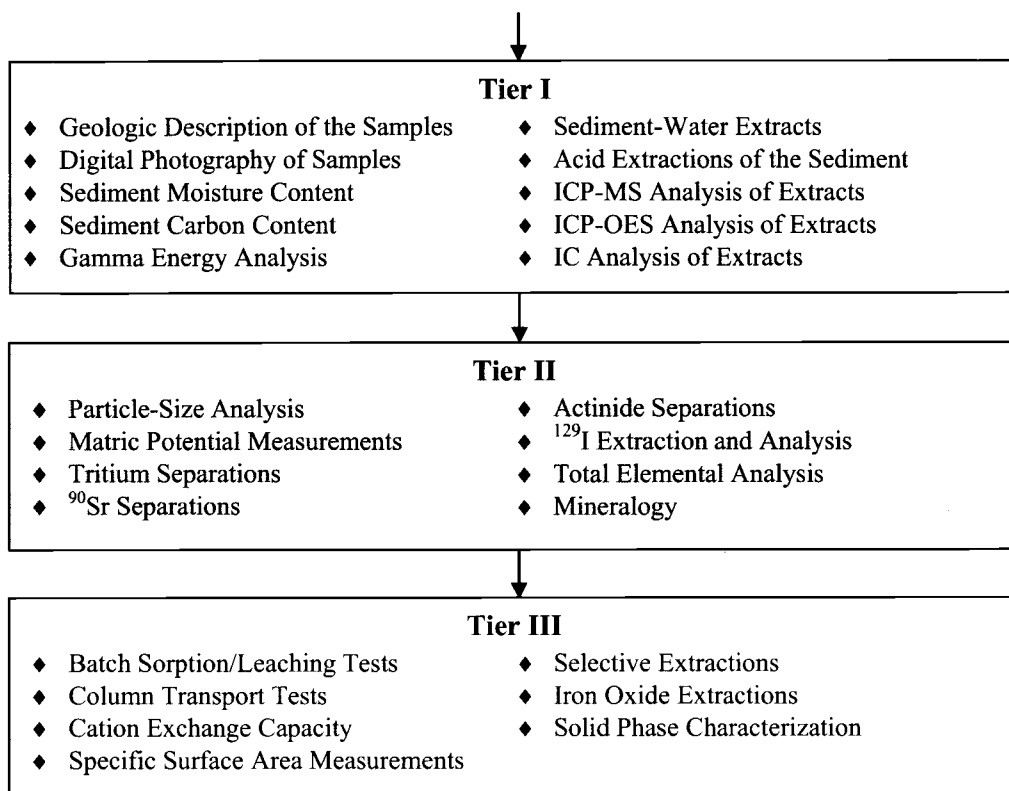 Tier I
♦ Geologic Description of the Samples
♦ Digital Photography of Samples
♦ Sediment Moisture Content
♦ Sediment Carbon Content
♦ Gamma Energy Analysis
♦ Sediment-Water Extracts
♦ Acid Extractions of the Sediment
♦ ICP-MS Analysis of Extracts
♦ ICP-OES Analysis of Extracts
♦ IC Analysis of Extracts
Tier II
♦ Particle-Size Analysis
♦ Matric Potential Measurements
♦ Tritium Separations
♦ ⁹⁰Sr Separations
♦ Actinide Separations
♦ ¹²⁹I Extraction and Analysis
♦ Total Elemental Analysis
♦ Mineralogy
Tier III
♦ Batch Sorption/Leaching Tests
♦ Column Transport Tests
♦ Cation Exchange Capacity
♦ Specific Surface Area Measurements
♦ Selective Extractions
♦ Iron Oxide Extractions
♦ Solid Phase Characterization